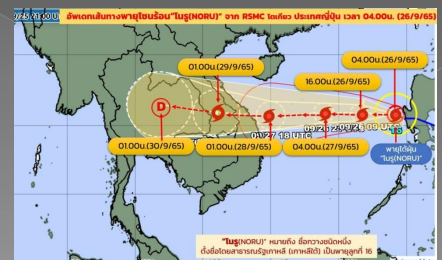 อัพเดทเส้นทางพายุโซนร้อน"โนรู(NORU)" จาก RSMC โตเกียว ประเทศญี่ปุ่น เวลา 04.00น. (26/9/65)
01.00น.(29/9/65)
04.00น.(26/9/65)
16.00น.(26/9/65)
D
01.00น.(30/9/65)
01.00น.(28/9/65)
04.00น.(27/9/65)
พายุไต้ฝุ่น
"โนรู(NORU)"
"โนรู(NORU)" หมายถึง ชื่อกวางชนิดหนึ่ง
ตั้งชื่อโดยสาธารณรัฐเกาหลี (เกาหลีใต้) เป็นพายุลูกที่ 16